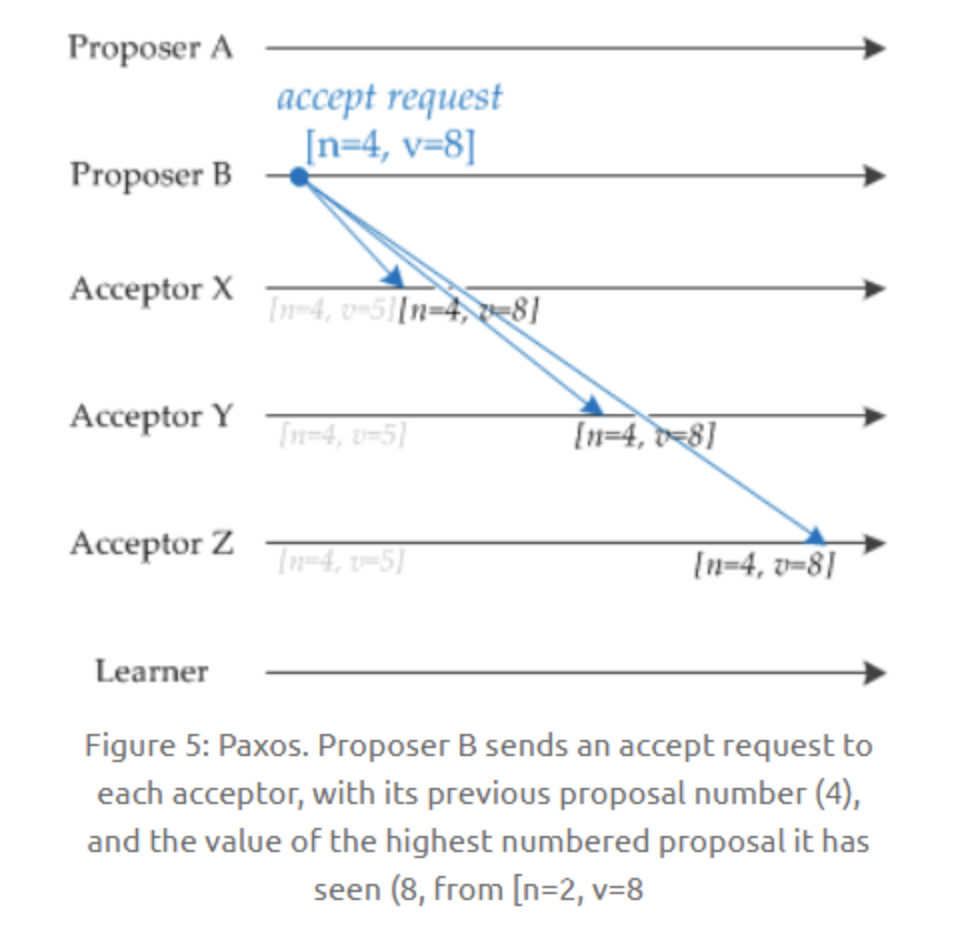 Proposer A
accept request
[n=4, v=8]
Proposer B
Acceptor X
[n=4, v=5] [n=4, v=8]
Acceptor Y
[n=4, v=5] [n=4, v=8]
Acceptor Z
[n=4, v=5] [n=4, v=8]
Learner
Figure 5: Paxos. Proposer B sends an accept request to
each acceptor, with its previous proposal number (4),
and the value of the highest numbered proposal it has
seen (8, from [n=2, v=8